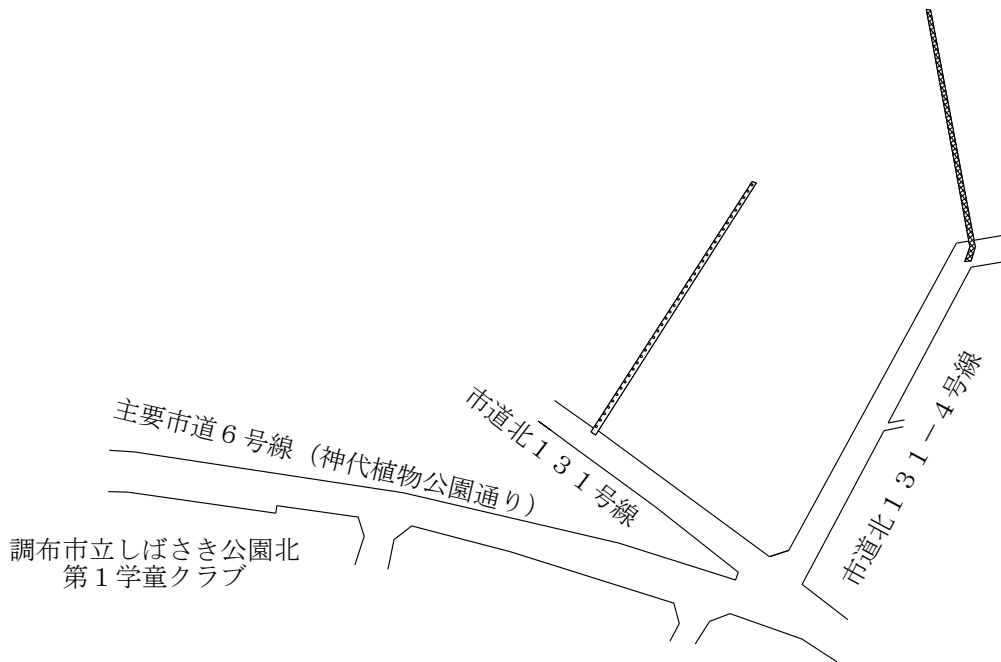 主要市道６号線（神代植物公園通り）
市道北１３１号線
市道北１３１－４号線
調布市立しばさき公園北
第１学童クラブ